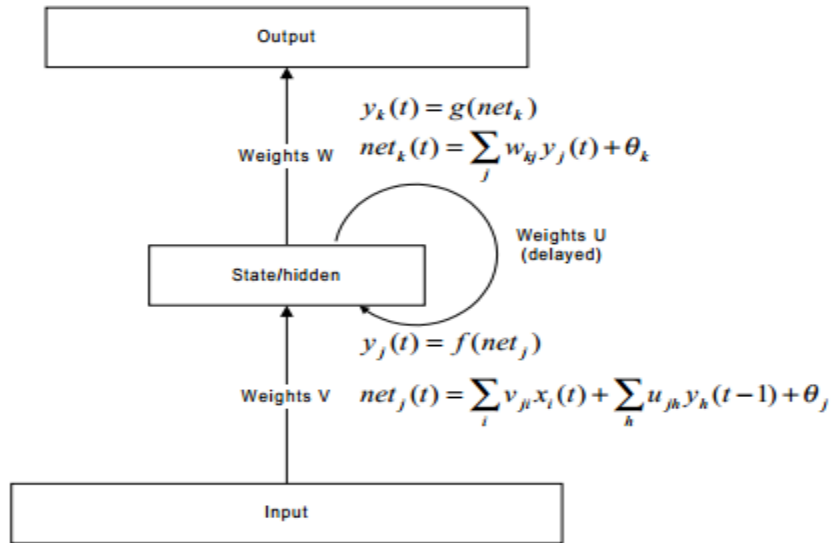 Output
y_k(t) = g(net_k)
Weights W
net_k(t) = ∑_j w_kj y_j(t) + θ_k
Weights U
(delayed)
State/hidden
y_j(t) = f(net_j)
Weights V
net_j(t) = ∑_i v_ji x_i(t) + ∑_h u_jh y_h(t−1) + θ_j
Input